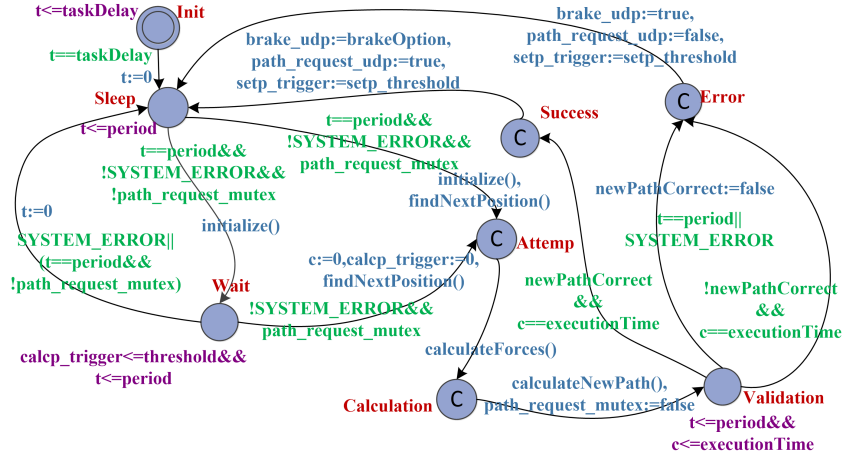 t<=taskDelay
Init
t==taskDelay
t:=0
Sleep
t<=period
brake_udp:=brakeOption,
path_request_udp:=true,
setp_trigger:=setp_threshold
brake_udp:=true,
path_request_udp:=false,
setp_trigger:=setp_threshold
C
Error
C
Success
t==period&&
!SYSTEM_ERROR&&
path_request_mutex
t==period&&
!SYSTEM_ERROR&&
!path_request_mutex
initialize(),
findNextPosition()
initialize()
t:=0
SYSTEM_ERROR||
(t==period&&
!path_request_mutex)
C
Attemp
c:=0,calcp_trigger:=0,
findNextPosition()
Wait
!SYSTEM_ERROR&&
path_request_mutex
calcp_trigger<=threshold&&
t<=period
newPathCorrect:=false
t==period||
SYSTEM_ERROR
newPathCorrect
&&
c==executionTime
!newPathCorrect
&&
c==executionTime
calculateForces()
C
Calculation
calculateNewPath(),
path_request_mutex:=false
Validation
t<=period&&
c<=executionTime